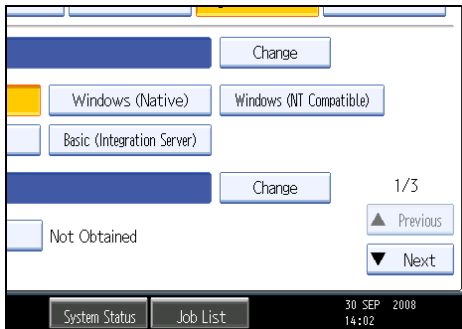 Change
Windows (Native) Windows (NT Compatible)
Basic (Integration Server)
Change 1/3
▲ Previous
Not Obtained
▼ Next
System Status Job List 30 SEP 2008
14:02